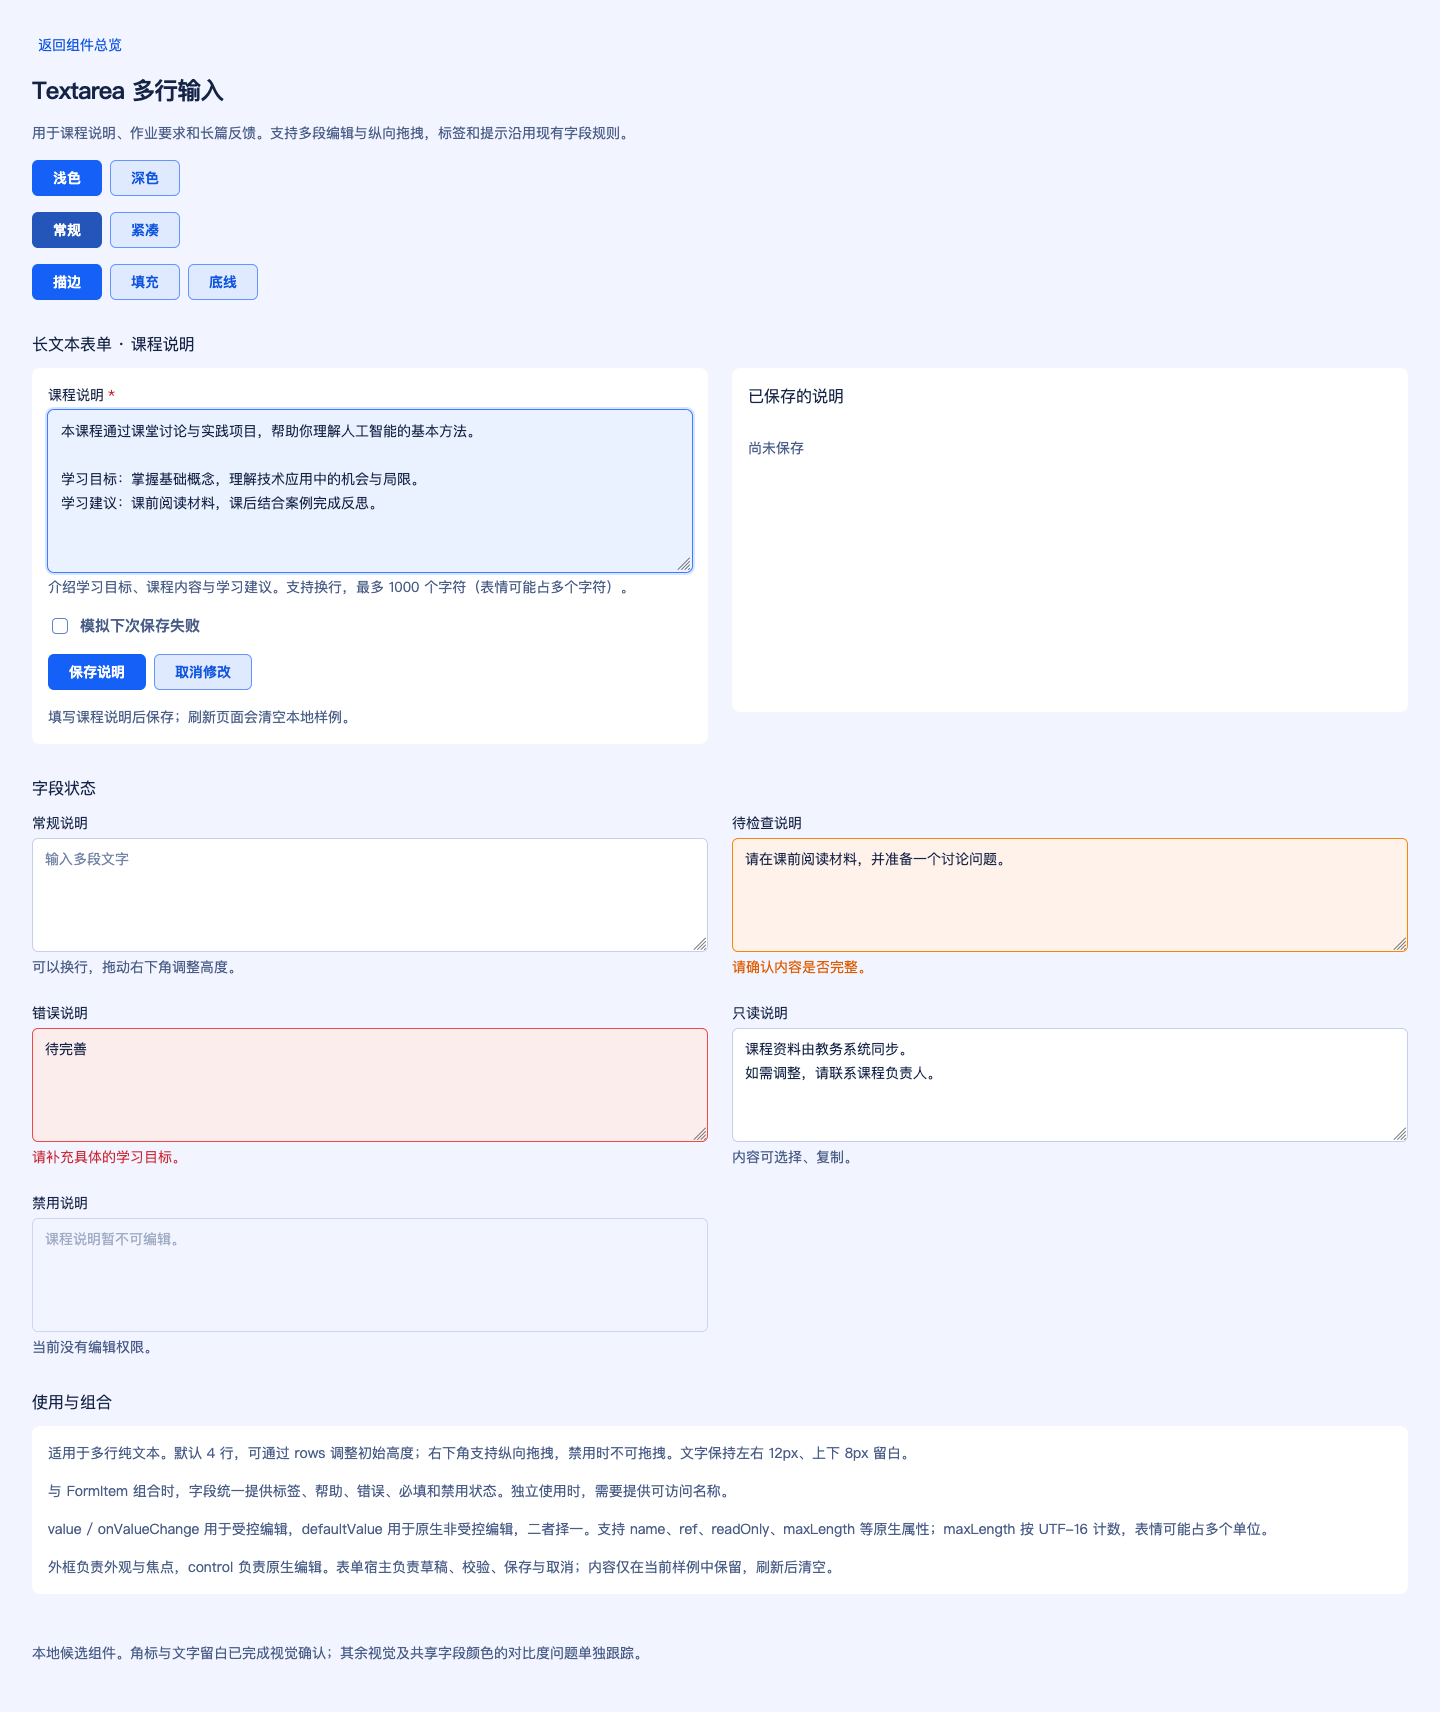 返回组件总览
Textarea 多行输入
用于课程说明、作业要求和长篇反馈。支持多段编辑与纵向拖拽，标签和提示沿用现有字段规则。
浅色 深色
常规 紧凑
描边 填充 底线
长文本表单 · 课程说明
课程说明 *
本课程通过课堂讨论与实践项目，帮助你理解人工智能的基本方法。
学习目标：掌握基础概念，理解技术应用中的机会与局限。
学习建议：课前阅读材料，课后结合案例完成反思。
介绍学习目标、课程内容与学习建议。支持换行，最多 1000 个字符（表情可能占多个字符）。
模拟下次保存失败
保存说明 取消修改
填写课程说明后保存；刷新页面会清空本地样例。
已保存的说明
尚未保存
字段状态
常规说明
输入多段文字
可以换行，拖动右下角调整高度。
待检查说明
请在课前阅读材料，并准备一个讨论问题。
请确认内容是否完整。
错误说明
待完善
请补充具体的学习目标。
只读说明
课程资料由教务系统同步。
如需调整，请联系课程负责人。
内容可选择、复制。
禁用说明
课程说明暂不可编辑。
当前没有编辑权限。
使用与组合
适用于多行纯文本。默认 4 行，可通过 rows 调整初始高度；右下角支持纵向拖拽，禁用时不可拖拽。文字保持左右 12px、上下 8px 留白。
与 FormItem 组合时，字段统一提供标签、帮助、错误、必填和禁用状态。独立使用时，需要提供可访问名称。
value / onValueChange 用于受控编辑，defaultValue 用于原生非受控编辑，二者择一。支持 name、ref、readOnly、maxLength 等原生属性；maxLength 按 UTF-16 计数，表情可能占多个单位。
外框负责外观与焦点，control 负责原生编辑。表单宿主负责草稿、校验、保存与取消；内容仅在当前样例中保留，刷新后清空。
本地候选组件。角标与文字留白已完成视觉确认；其余视觉及共享字段颜色的对比度问题单独跟踪。